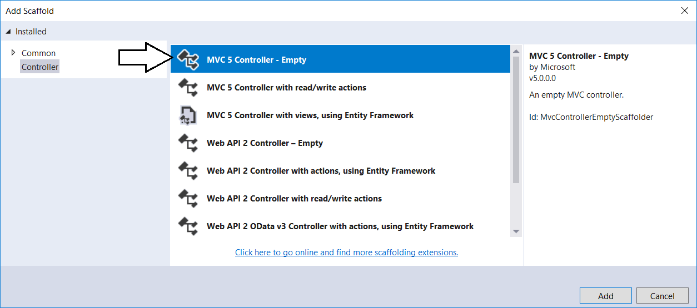 Add Scaffold
Installed
Common
Controller
MVC 5 Controller - Empty
MVC 5 Controller with read/write actions
MVC 5 Controller with views, using Entity Framework
Web API 2 Controller – Empty
Web API 2 Controller with actions, using Entity Framework
Web API 2 Controller with read/write actions
Web API 2 OData v3 Controller with actions, using Entity Framework
Click here to go online and find more scaffolding extensions.
MVC 5 Controller - Empty
by Microsoft
v5.0.0.0
An empty MVC controller.
Id: MvcControllerEmptyScaffolder
Add
Cancel